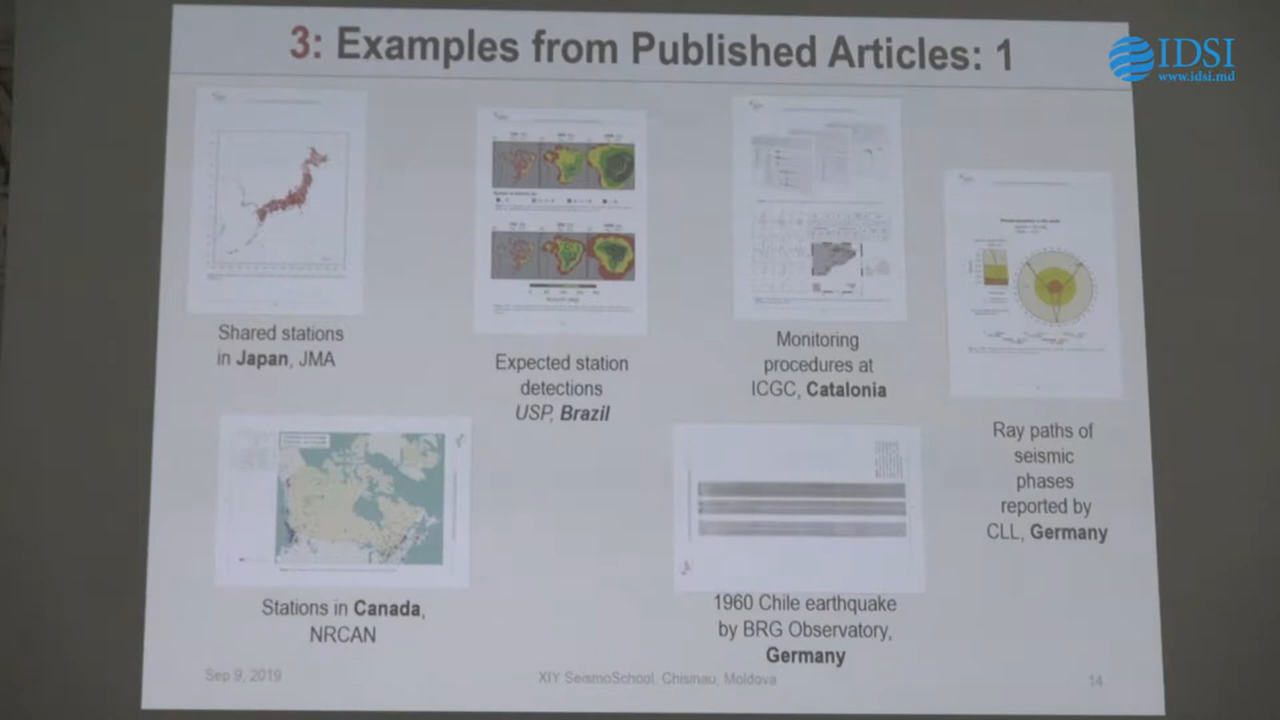 3: Examples from Published Articles: 1
IDSI
www.idsi.md
Shared stations
in Japan, JMA
Expected station
detections
USP, Brazil
Monitoring
procedures at
ICGC, Catalonia
Ray paths of
seismic
phases
reported by
CLL, Germany
Stations in Canada,
NRCAN
1960 Chile earthquake
by BRG Observatory,
Germany
Sep 9, 2019
XIY SeismoSchool, Chisinau, Moldova
14